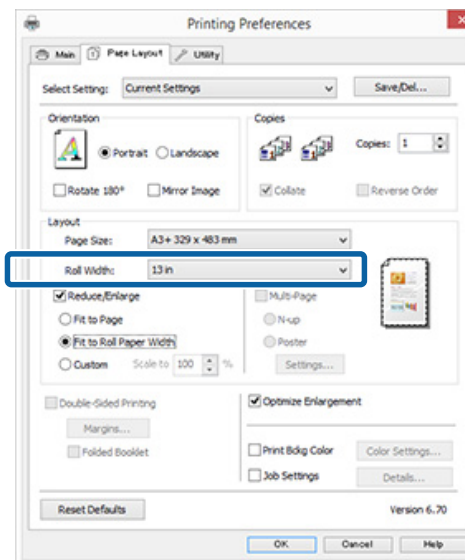 Printing Preferences
Main Page Layout Utility
Select Setting: Current Settings Save/Del...
Orientation Copies
Portrait Landscape Copies: 1
Rotate 180° Mirror Image Collate Reverse Order
Layout
Page Size: A3+ 329 x 483 mm
Roll Width: 13 in
Reduce/Enlarge Multi-Page
Fit to Page N-up
Fit to Roll Paper Width Poster
Custom Scale to 100 % Settings...
Double-Sided Printing Optimize Enlargement
Margins...
Folded Booklet Print Bckg Color Color Settings...
Job Settings Details...
Reset Defaults Version 6.70
OK Cancel Help